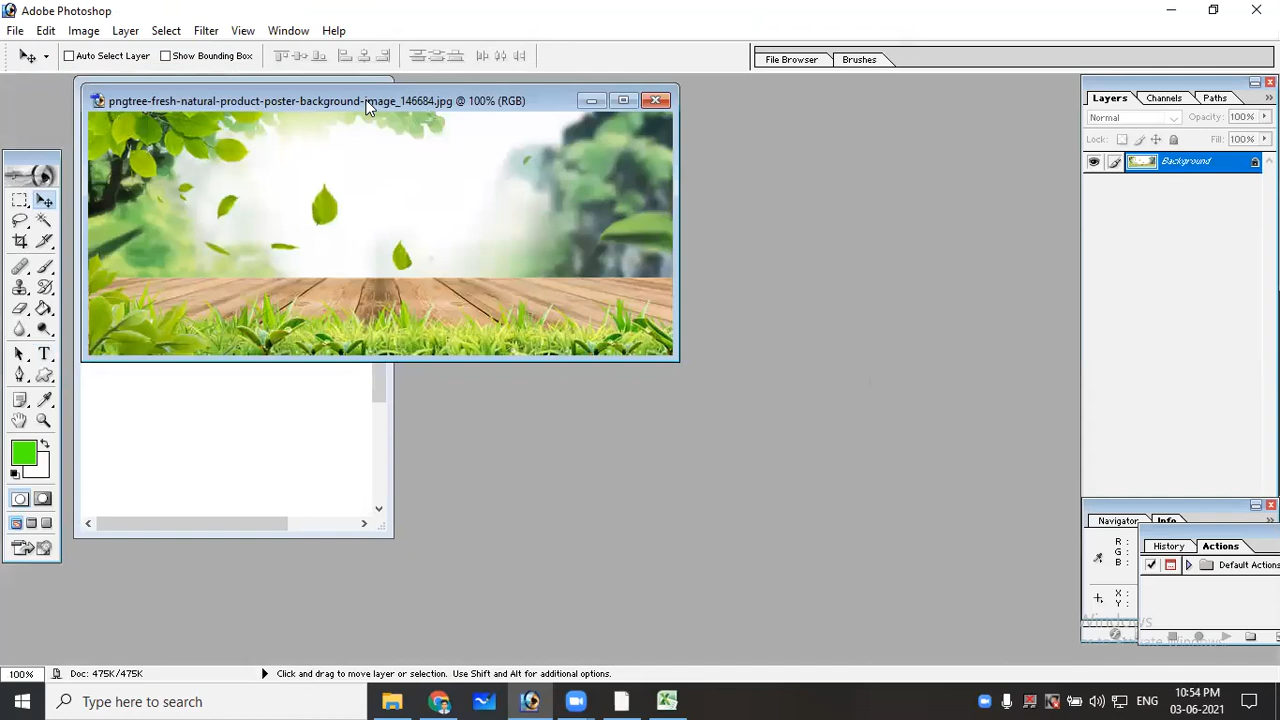 Adobe Photoshop
File Edit Image Layer Select Filter View Window Help
Auto Select Layer Show Bounding Box
File Browser Brushes
pngtree-fresh-natural-product-poster-background-image_146684.jpg @ 100% (RGB)
Layers Channels Paths
Normal Opacity: 100%
Lock: Fill: 100%
Background
T
Navigator Info
R :
G :
B :
X :
Y :
History Actions
Default Actions
100% Doc: 475K/475K Click and drag to move layer or selection. Use Shift and Alt for additional options.
Type here to search
ENG
10:54 PM
03-06-2021